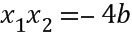 x₁x₂ = – 4b